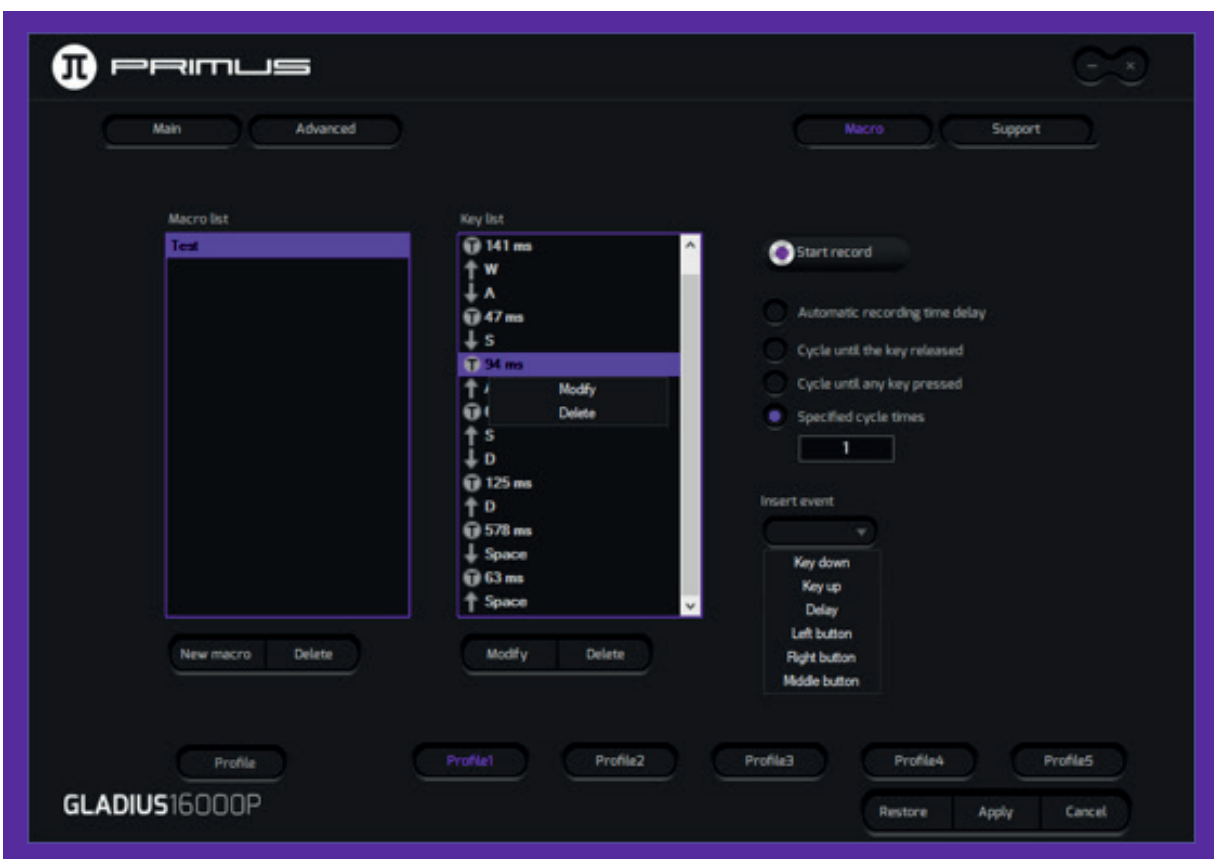 PRIMUS
Main
Advanced
Macro
Support
Macro list
Test
Key list
141 ms
W
A
47 ms
S
94 ms
Modify
Delete
S
D
125 ms
D
578 ms
Space
63 ms
Space
Start record
Automatic recording time delay
Cycle until the key released
Cycle until any key pressed
Specified cycle times
1
Insert event
Key down
Key up
Delay
Left button
Right button
Middle button
New macro
Delete
Modify
Delete
Profile
Profile1
Profile2
Profile3
Profile4
Profile5
GLADIUS16000P
Restore
Apply
Cancel